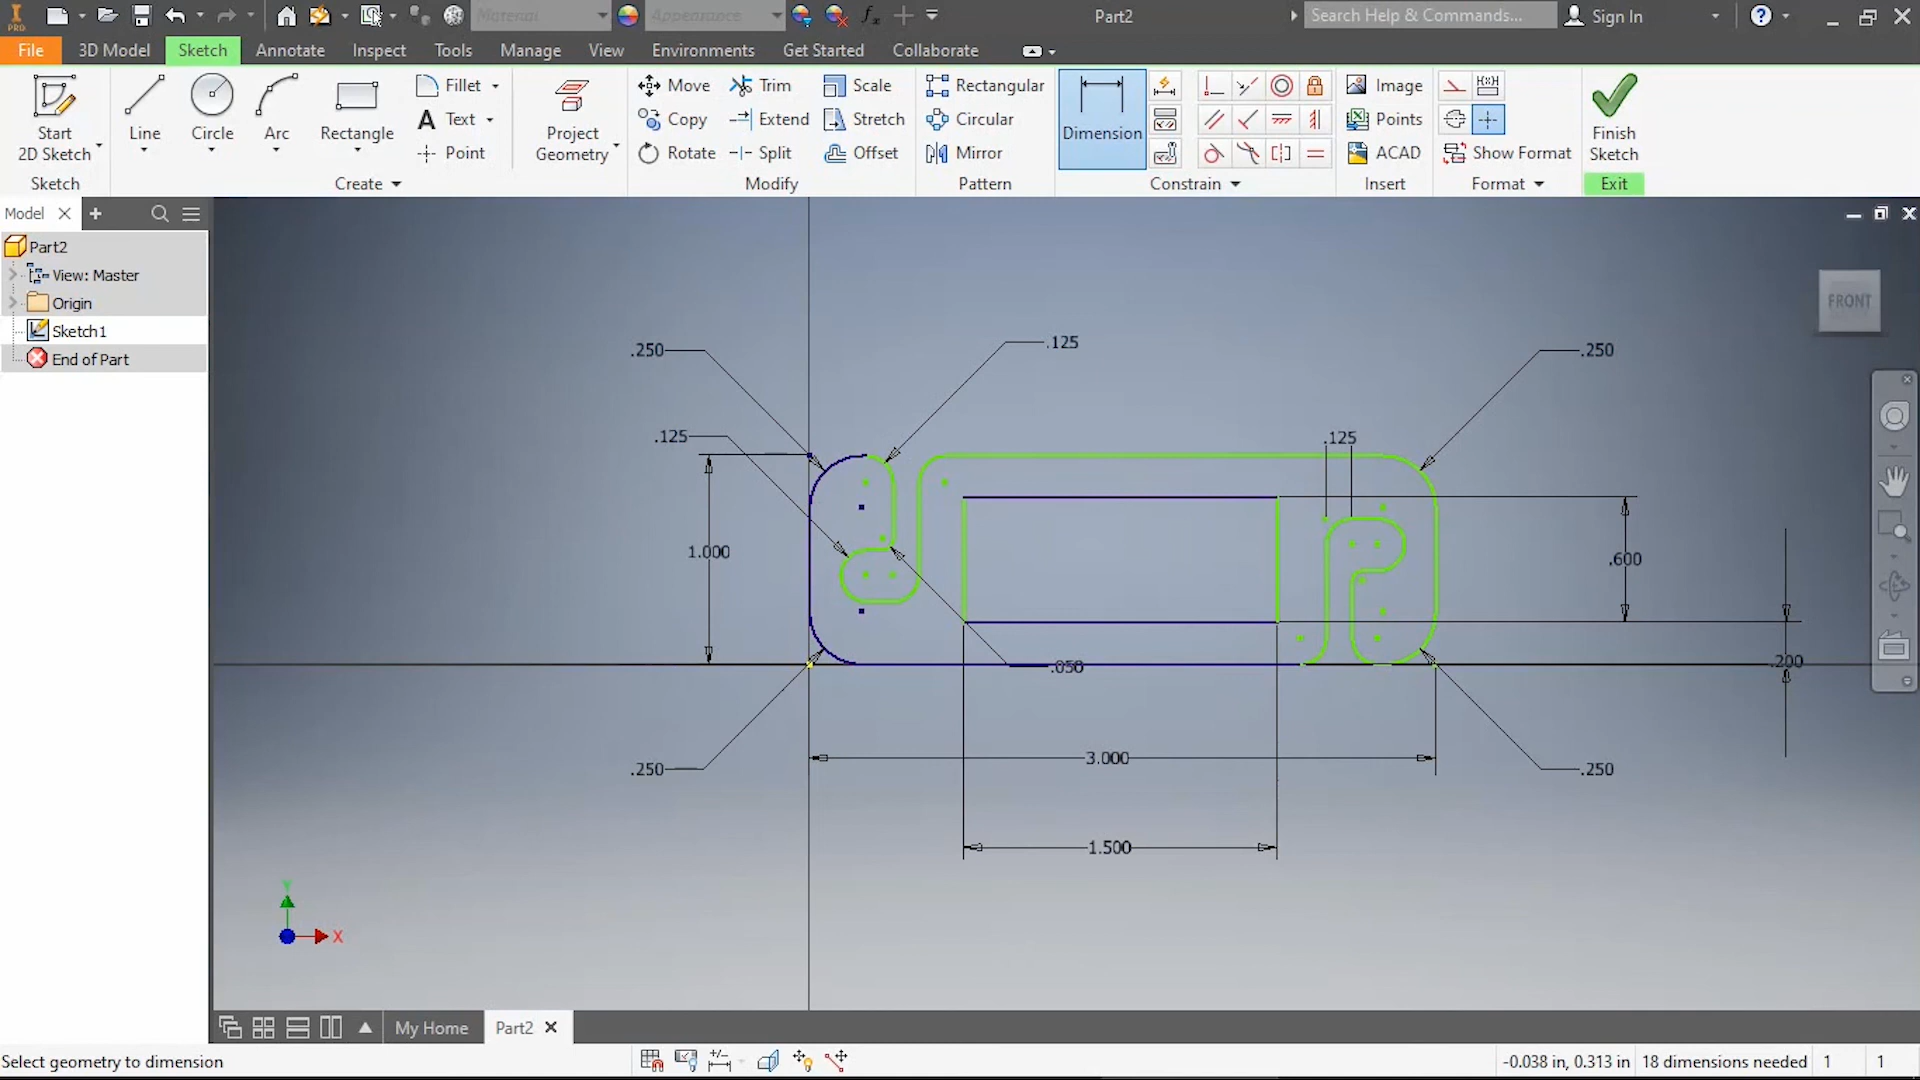 PRO
Material
Appearance
Part2
Search Help & Commands...
Sign In
File
3D Model
Sketch
Annotate
Inspect
Tools
Manage
View
Environments
Get Started
Collaborate
Start
2D Sketch
Line
Circle
Arc
Rectangle
Fillet
Text
Point
Project
Geometry
Move
Copy
Rotate
Trim
Extend
Split
Scale
Stretch
Offset
Rectangular
Circular
Mirror
Dimension
Image
Points
ACAD
Show Format
Finish
Sketch
Sketch
Create
Modify
Pattern
Constrain
Insert
Format
Exit
Model
Part2
View: Master
Origin
Sketch1
End of Part
FRONT
.250
.125
.250
.125
.125
1.000
.600
.050
.200
3.000
.250
.250
1.500
Y
X
My Home
Part2
Select geometry to dimension
-0.038 in, 0.313 in
18 dimensions needed
1
1